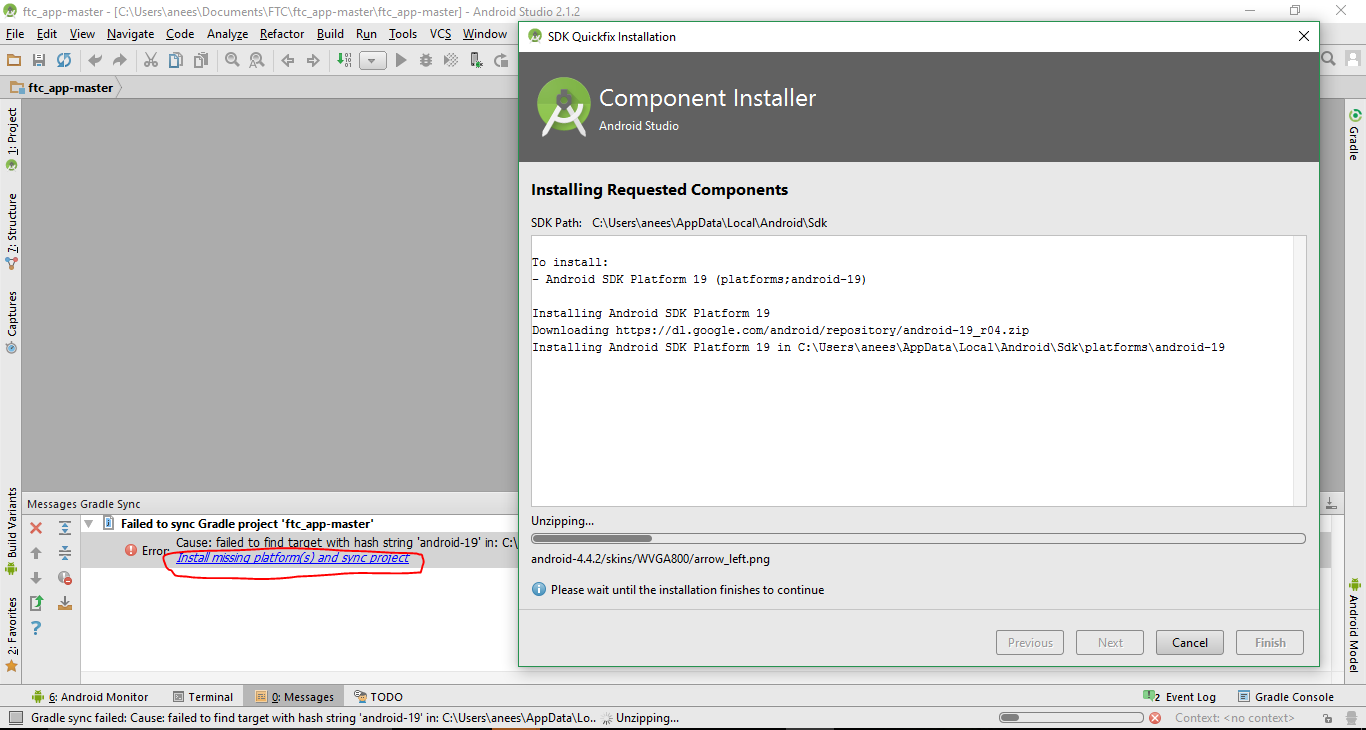 ftc_app-master - [C:\Users\anees\Documents\FTC\ftc_app-master\ftc_app-master] - Android Studio 2.1.2
File Edit View Navigate Code Analyze Refactor Build Run Tools VCS Window
ftc_app-master
1: Project
7: Structure
Captures
Build Variants
2: Favorites
SDK Quickfix Installation
Component Installer
Android Studio
Installing Requested Components
SDK Path: C:\Users\anees\AppData\Local\Android\Sdk
To install:
- Android SDK Platform 19 (platforms;android-19)
Installing Android SDK Platform 19
Downloading https://dl.google.com/android/repository/android-19_r04.zip
Installing Android SDK Platform 19 in C:\Users\anees\AppData\Local\Android\Sdk\platforms\android-19
Unzipping...
android-4.4.2/skins/WVGA800/arrow_left.png
Please wait until the installation finishes to continue
Previous Next Cancel Finish
Gradle
Android Model
Messages Gradle Sync
Failed to sync Gradle project 'ftc_app-master'
Error:
Cause: failed to find target with hash string 'android-19' in: C:\
Install missing platform(s) and sync project
6: Android Monitor Terminal 0: Messages TODO 2 Event Log Gradle Console
Gradle sync failed: Cause: failed to find target with hash string 'android-19' in: C:\Users\anees\AppData\Lo.. Unzipping... Context: <no context>